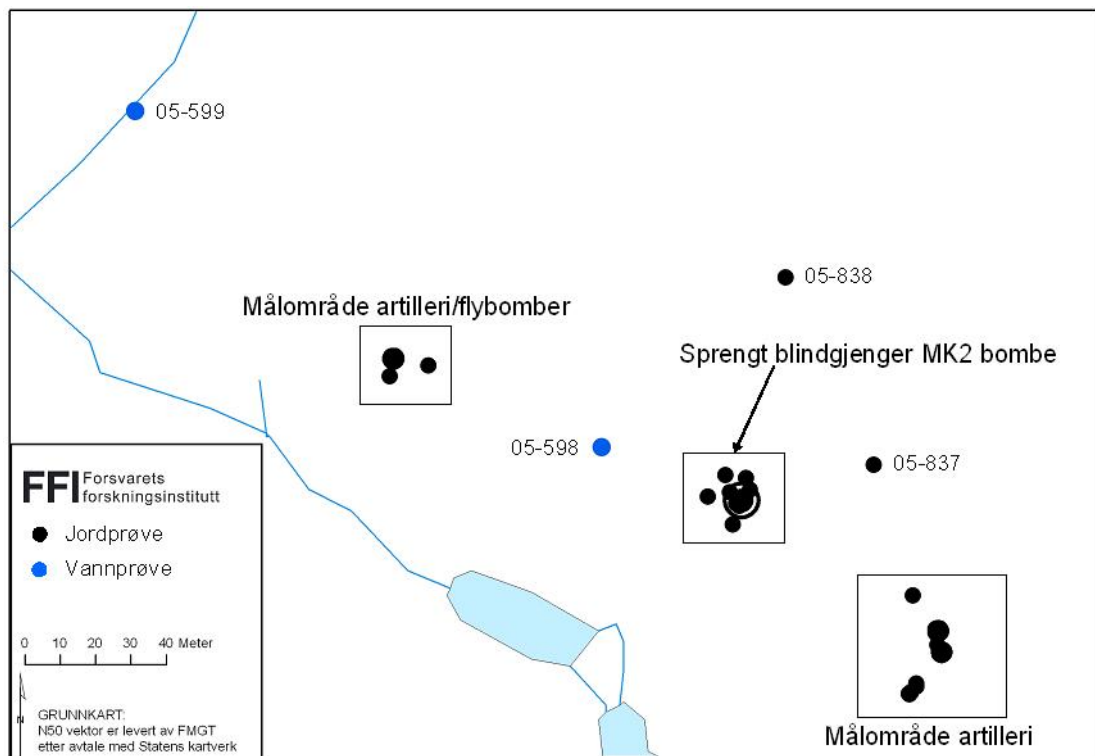 05-599
05-838
Målområde artilleri/flybomber
Sprengt blindgjenger MK2 bombe
05-598
05-837
FFI Forsvarets
forskningsinstitutt
Jordprøve
Vannprøve
0 10 20 30 40 Meter
N
GRUNNKART:
N50 vektor er levert av FMGT
etter avtale med Statens kartverk
Målområde artilleri